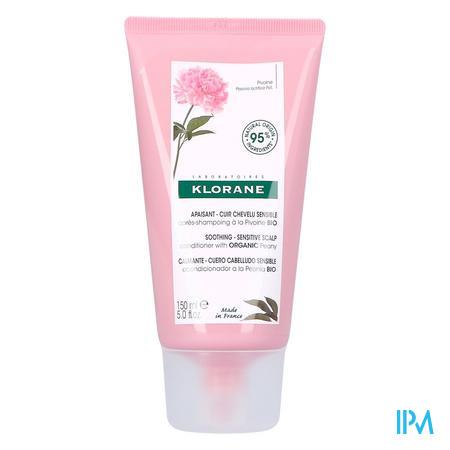 Pivoine
Paeonia lactiflora Pall.
NATURAL ORIGIN
95%
INGREDIENTS
LABORATOIRES
KLORANE
APAISANT - CUIR CHEVELU SENSIBLE
après-shampooing à la Pivoine BIO
SOOTHING - SENSITIVE SCALP
conditioner with ORGANIC Peony
CALMANTE - CUERO CABELLUDO SENSIBLE
acondicionador a la Peonía BIO
150 ml e
5.0 fl.oz.
Made
in France
IPM